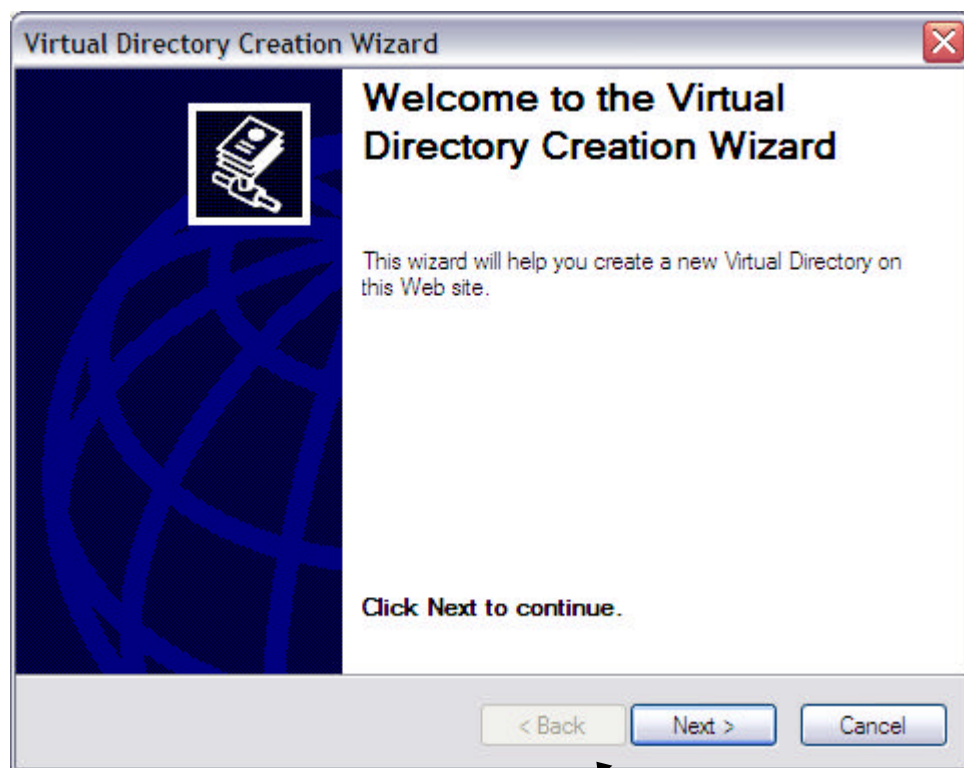 Virtual Directory Creation Wizard
Welcome to the Virtual
Directory Creation Wizard
This wizard will help you create a new Virtual Directory on
this Web site.
Click Next to continue.
< Back Next > Cancel